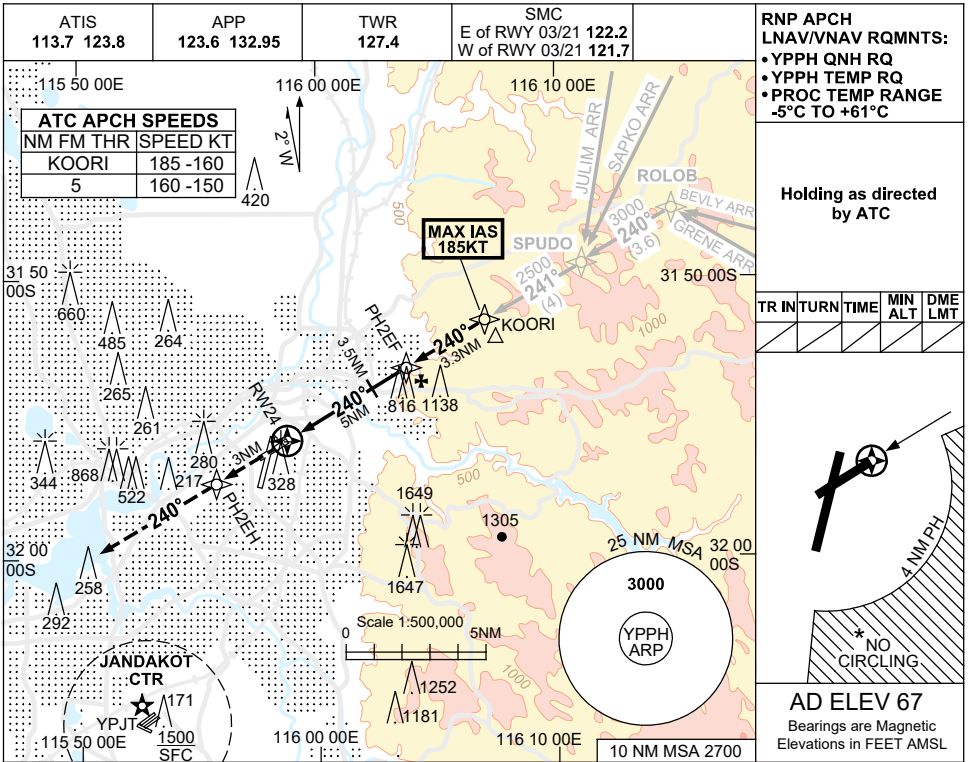 ATIS
113.7 123.8
APP
123.6 132.95
TWR
127.4
SMC
E of RWY 03/21 122.2
W of RWY 03/21 121.7
RNP APCH
LNAV/VNAV RQMNTS:
• YPPH QNH RQ
• YPPH TEMP RQ
• PROC TEMP RANGE
-5°C TO +61°C
Holding as directed
by ATC
TR IN TURN TIME MIN ALT DME LMT
4 NM PH
*NO
CIRCLING
AD ELEV 67
Bearings are Magnetic
Elevations in FEET AMSL
115 50 00E
116 00 00E
116 10 00E
ATC APCH SPEEDS
NM FM THR SPEED KT
KOORI 185 -160
5 160 -150
2° W
420
500
JULIM ARR
SAPKO ARR
ROLOB
BEVLY ARR
GRENE ARR
3000
240°
(3.6)
SPUDO
2500
241°
(4)
MAX IAS
185KT
31 50
00S
31 50 00S
660
485
264
265
261
KOORI
1000
PH2EF
240°
3.3NM
3.5NM
816
1138
240°
5NM
RW24
3NM
280
328
344
868
522
217
PH2EH
240°
500
1649
1305
1647
32 00
00S
32 00
00S
25 NM MSA
3000
YPPH
ARP
258
292
Scale 1:500,000
0
5NM
JANDAKOT
CTR
171
YPJT
1500
SFC
1252
1181
1000
115 50 00E
116 00 00E
116 10 00E
10 NM MSA 2700